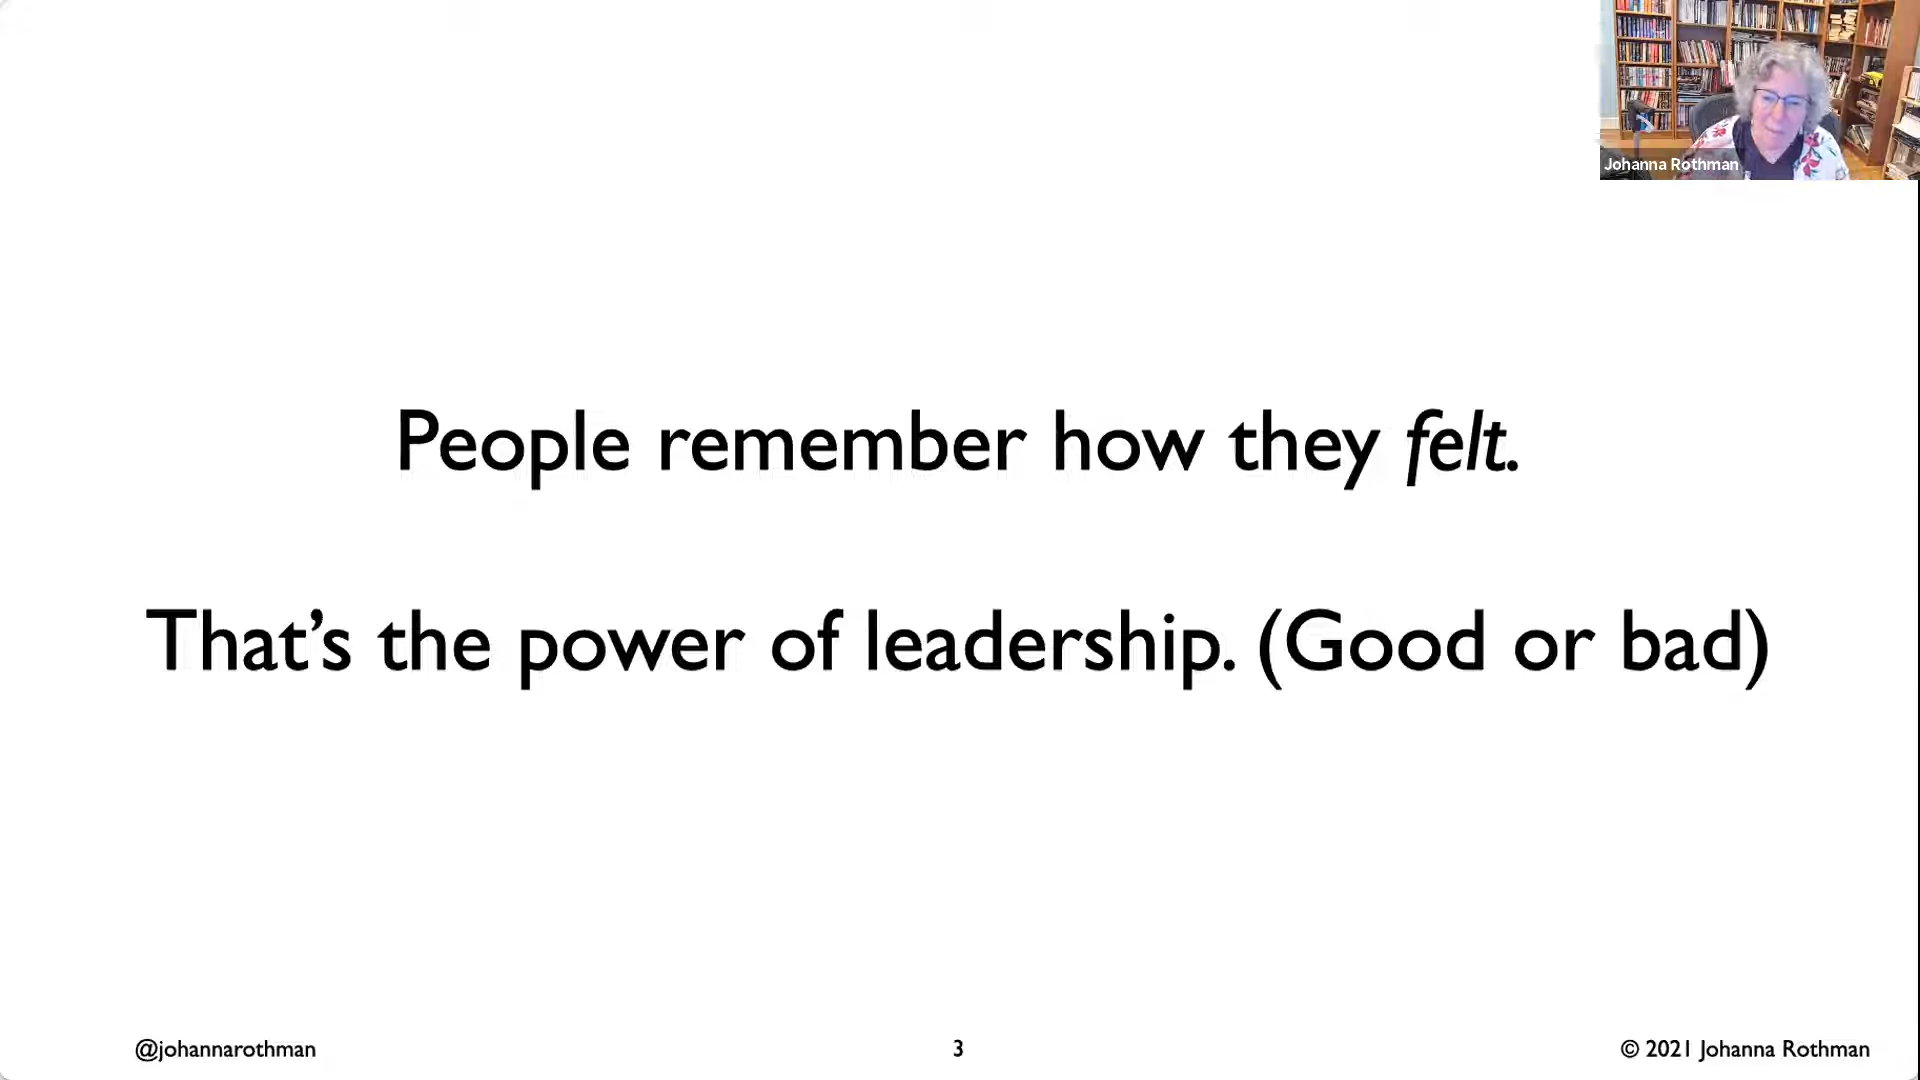 Johanna Rothman
People remember how they felt.
That's the power of leadership. (Good or bad)
@johannarothman
3
© 2021 Johanna Rothman